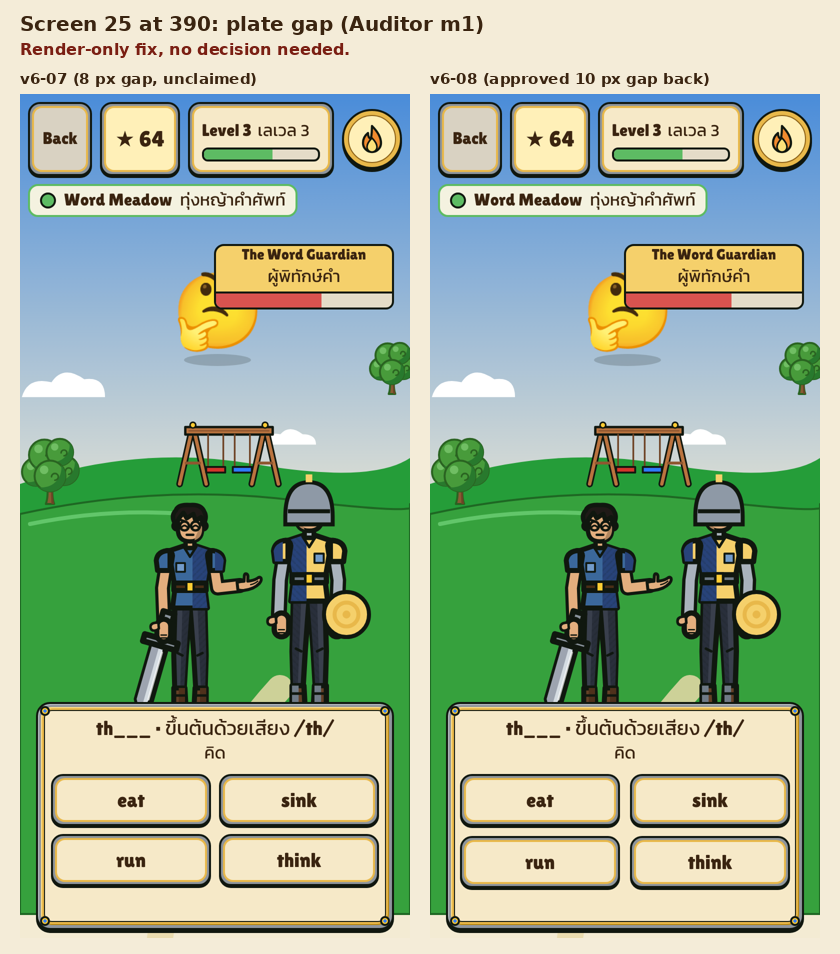 Screen 25 at 390: plate gap (Auditor m1)
Render-only fix, no decision needed.
v6-07 (8 px gap, unclaimed)
Back
★ 64
Level 3 เลเวล 3
Word Meadow ทุ่งหญ้าคำศัพท์
The Word Guardian
ผู้พิทักษ์คำ
th___ · ขึ้นต้นด้วยเสียง /th/
คิด
eat
sink
run
think
v6-08 (approved 10 px gap back)
Back
★ 64
Level 3 เลเวล 3
Word Meadow ทุ่งหญ้าคำศัพท์
The Word Guardian
ผู้พิทักษ์คำ
th___ · ขึ้นต้นด้วยเสียง /th/
คิด
eat
sink
run
think